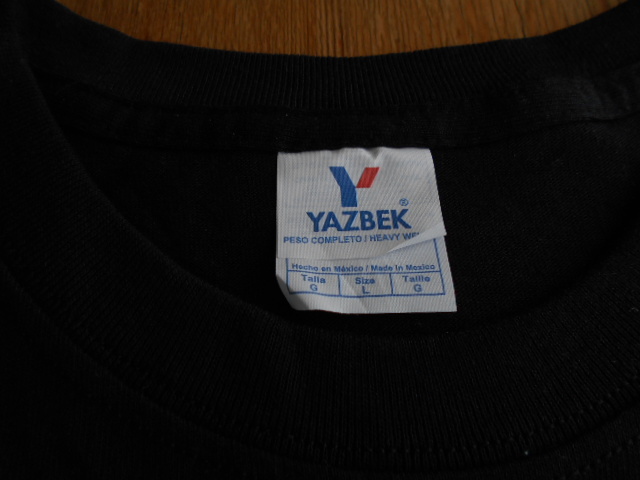 Y
YAZBEK®
PESO COMPLETO / HEAVY
Hecho en México / Made in Mexico
Talla Size Taille
G L G